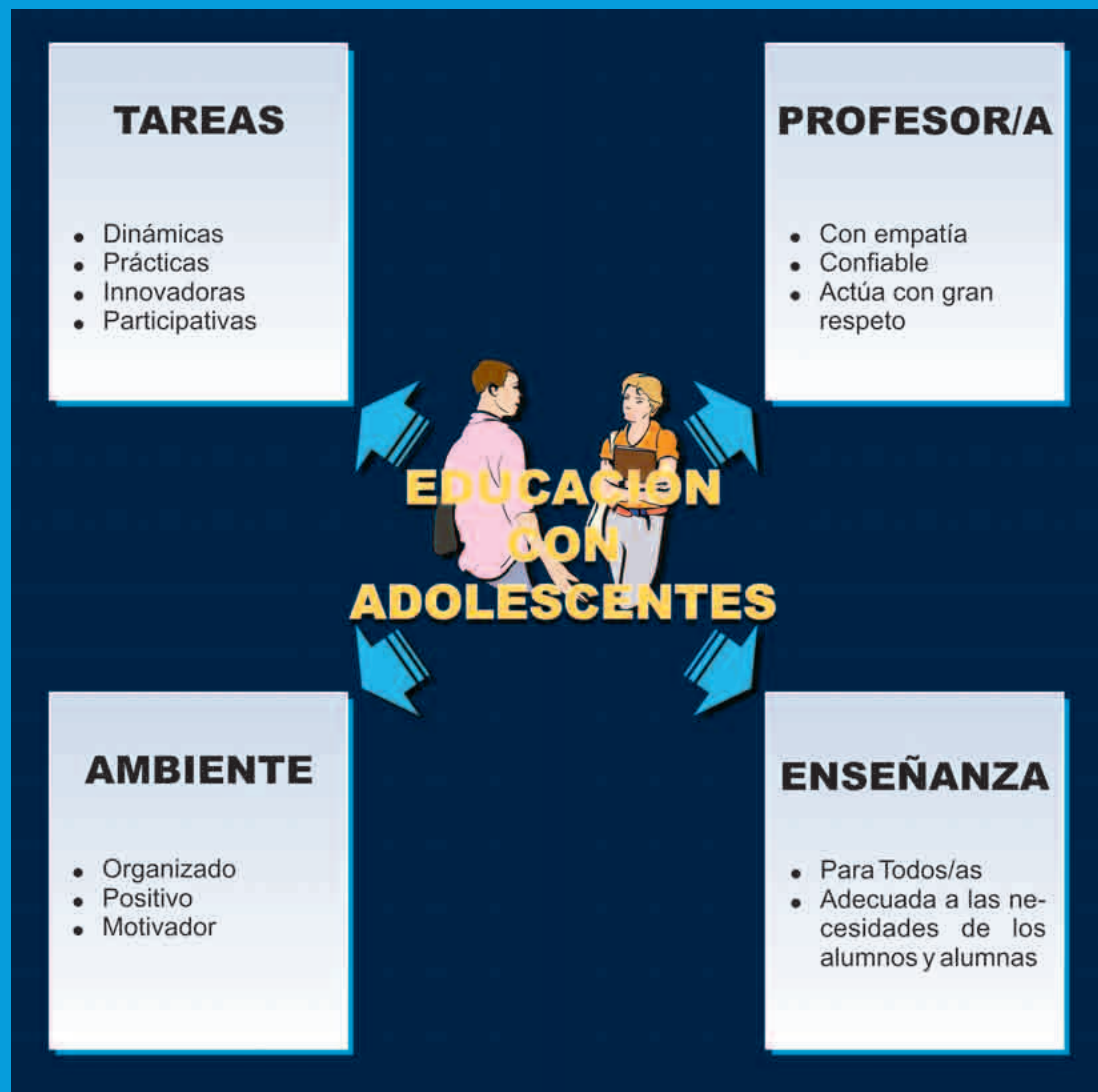 TAREAS
• Dinámicas
• Prácticas
• Innovadoras
• Participativas
PROFESOR/A
• Con empatía
• Confiable
• Actúa con gran
respeto
EDUCACIÓN
CON
ADOLESCENTES
AMBIENTE
• Organizado
• Positivo
• Motivador
ENSEÑANZA
• Para Todos/as
• Adecuada a las ne-
cesidades de los
alumnos y alumnas